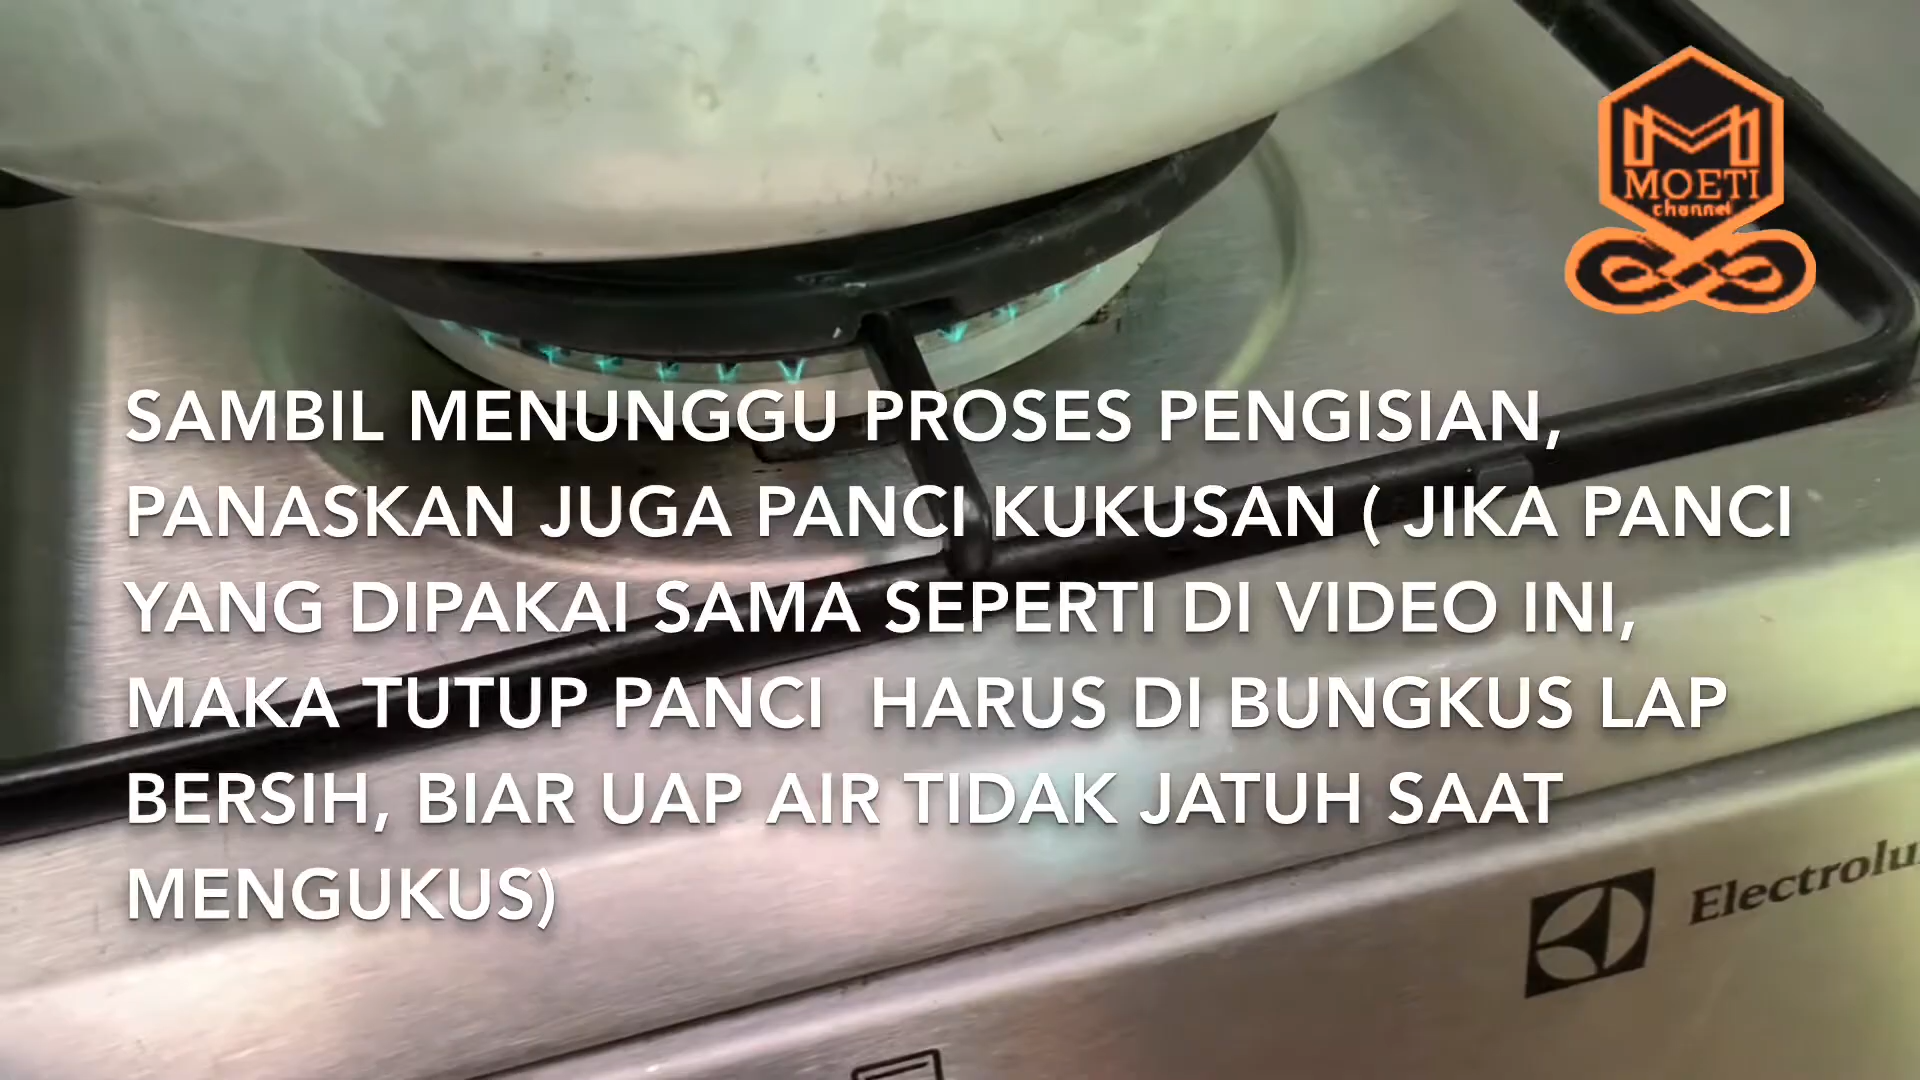 MOETI
channel
SAMBIL MENUNGGU PROSES PENGISIAN,
PANASKAN JUGA PANCI KUKUSAN ( JIKA PANCI
YANG DIPAKAI SAMA SEPERTI DI VIDEO INI,
MAKA TUTUP PANCI  HARUS DI BUNGKUS LAP
BERSIH, BIAR UAP AIR TIDAK JATUH SAAT
MENGUKUS)
Electrolu